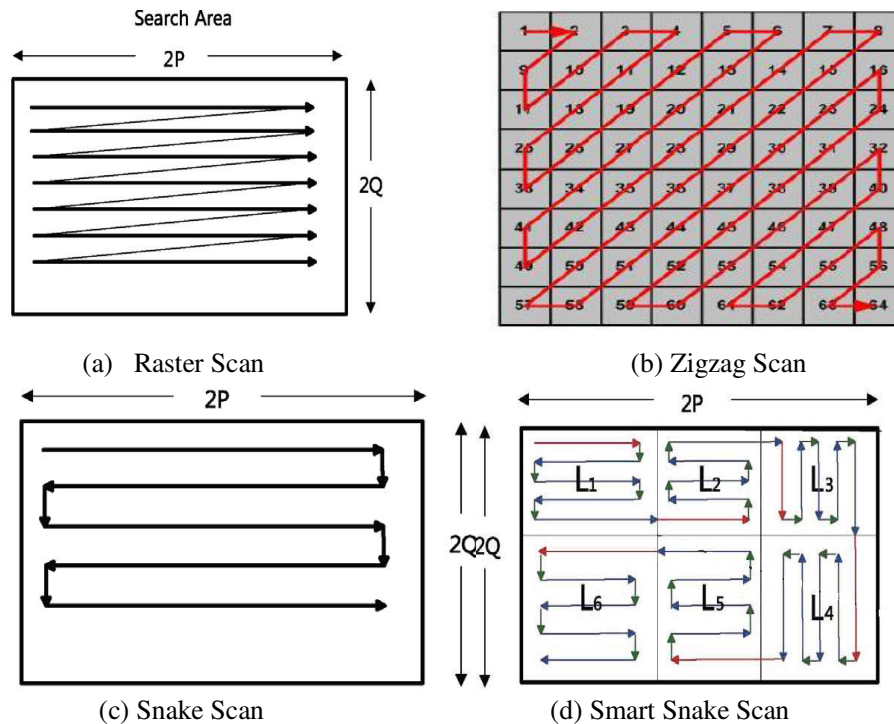 Search Area
2P
2Q
1 2 3 4 5 6 7 8
9 10 11 12 13 14 15 16
17 18 19 20 21 22 23 24
25 26 27 28 29 30 31 32
33 34 35 36 37 38 39 40
41 42 43 44 45 46 47 48
49 50 51 52 53 54 55 56
57 58 59 60 61 62 63 64
(a) Raster Scan
(b) Zigzag Scan
2P
2Q
2P
2Q
L1 L2 L3
L6 L5 L4
(c) Snake Scan
(d) Smart Snake Scan